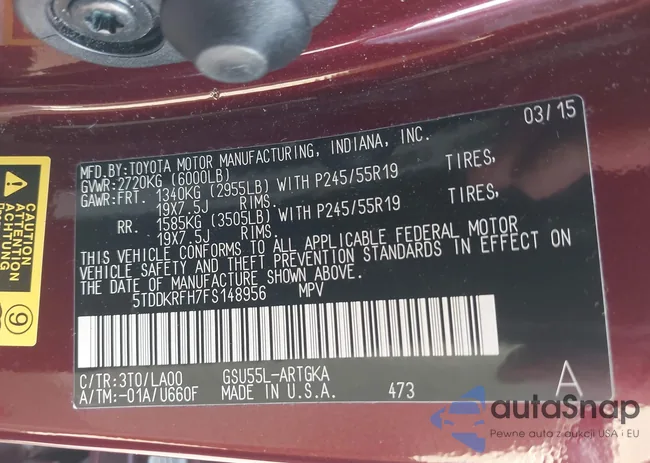 03/15
MFD.BY:TOYOTA MOTOR MANUFACTURING, INDIANA, INC.
GVWR:2720KG (6000LB)
GAWR:FRT. 1340KG (2955LB) WITH P245/55R19 TIRES,
19X7.5J RIMS.
RR. 1585KG (3505LB) WITH P245/55R19 TIRES,
19X7.5J RIMS.
THIS VEHICLE CONFORMS TO ALL APPLICABLE FEDERAL MOTOR
VEHICLE SAFETY AND THEFT PREVENTION STANDARDS IN EFFECT ON
THE DATE OF MANUFACTURE SHOWN ABOVE.
5TDDKRFH7FS148956 MPV
C/TR:3T0/LA00 GSU55L-ARTGKA
A/TM:-01A/U660F MADE IN U.S.A. 473
A
CAUTION
ATTENTION
ACHTUNG
9
autoSnap
Pewne auta z aukcji USA i EU